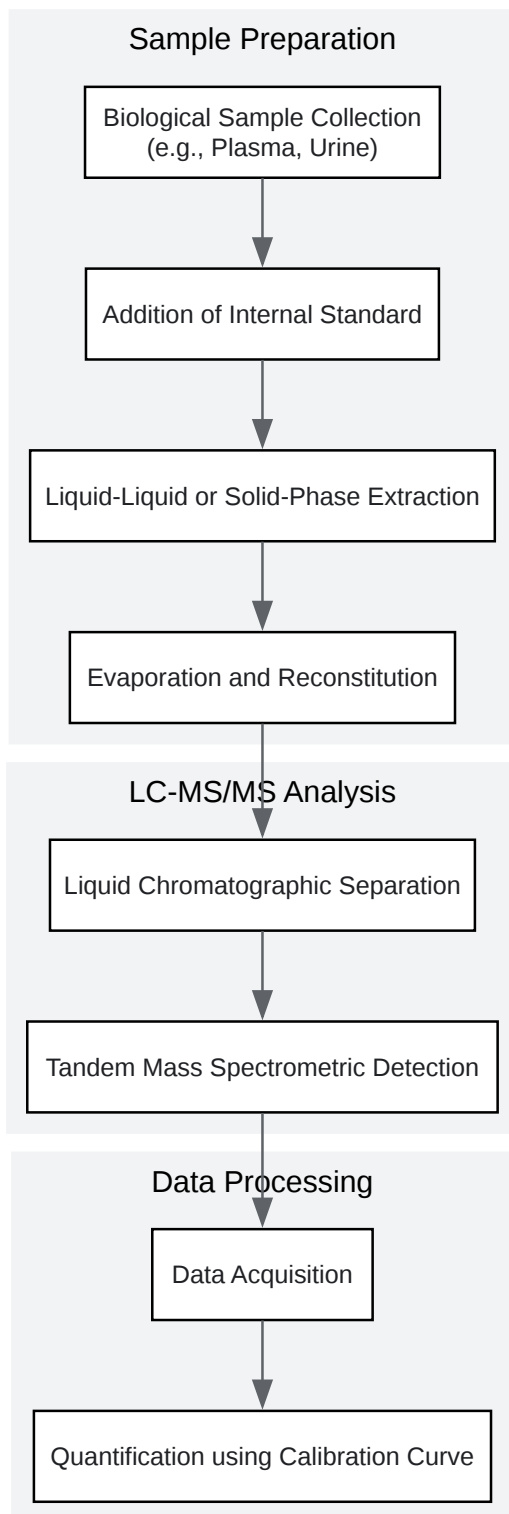 Sample Preparation
Biological Sample Collection
(e.g., Plasma, Urine)
Addition of Internal Standard
Liquid-Liquid or Solid-Phase Extraction
Evaporation and Reconstitution
LC-MS/MS Analysis
Liquid Chromatographic Separation
Tandem Mass Spectrometric Detection
Data Processing
Data Acquisition
Quantification using Calibration Curve